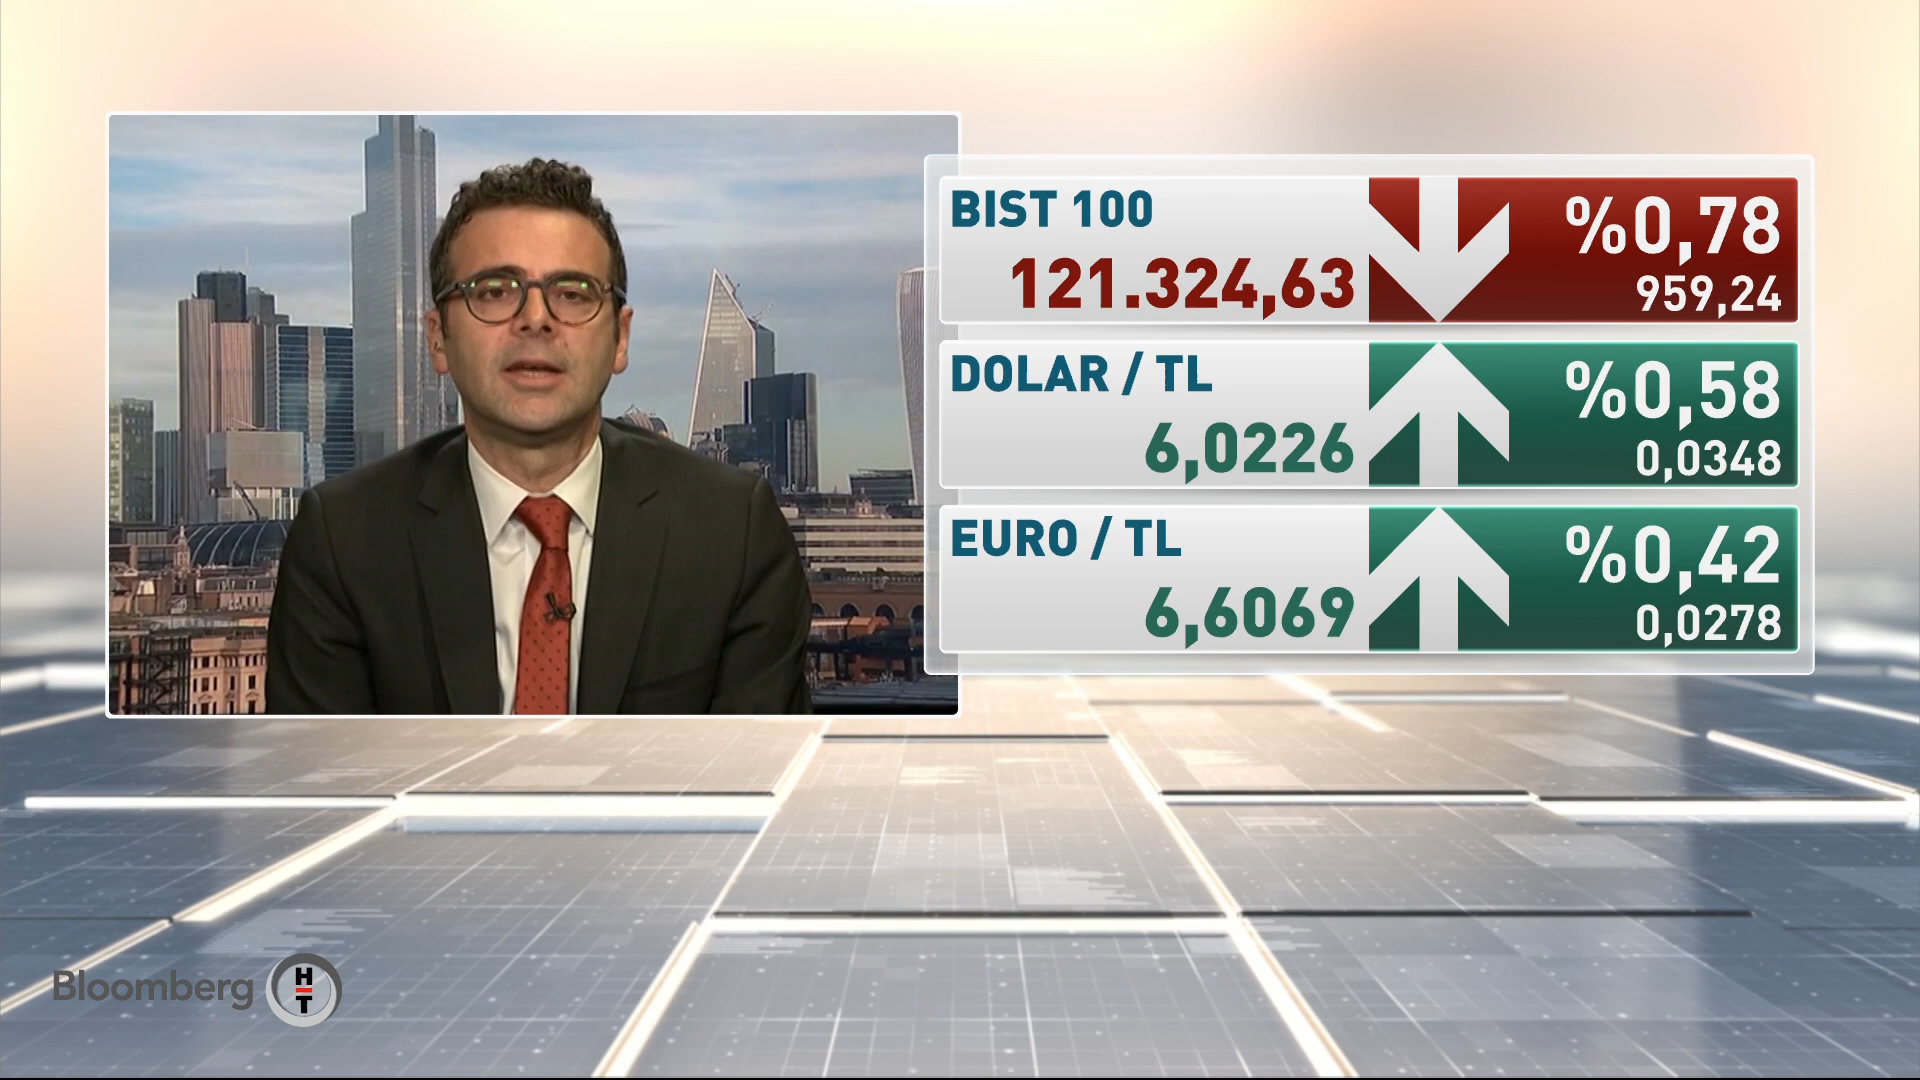 BIST 100
121.324,63
%0,78
959,24
DOLAR / TL
6,0226
%0,58
0,0348
EURO / TL
6,6069
%0,42
0,0278
Bloomberg HT